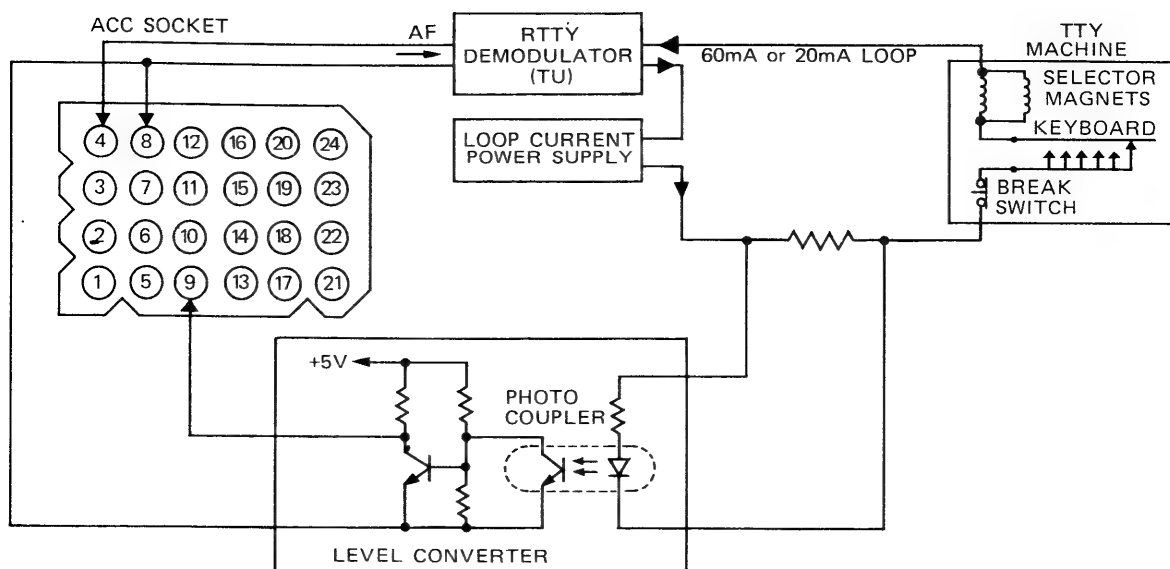 ACC SOCKET
AF
RTTY
DEMODULATOR
(TU)
60mA or 20mA LOOP
TTY
MACHINE
SELECTOR
MAGNETS
KEYBOARD
BREAK
SWITCH
LOOP CURRENT
POWER SUPPLY
4 8 12 16 20 24
3 7 11 15 19 23
2 6 10 14 18 22
1 5 9 13 17 21
+5V
PHOTO
COUPLER
LEVEL CONVERTER